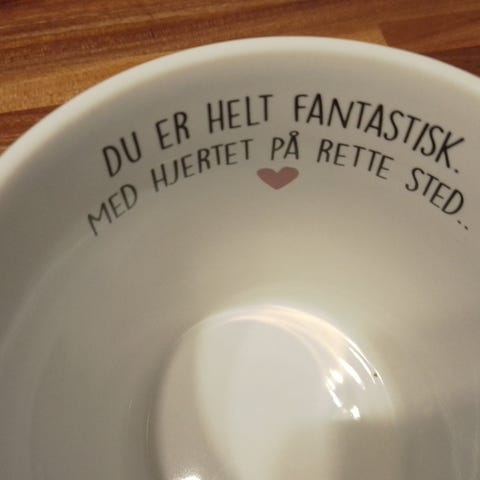 DU ER HELT FANTASTISK.
MED HJERTET PÅ RETTE STED..